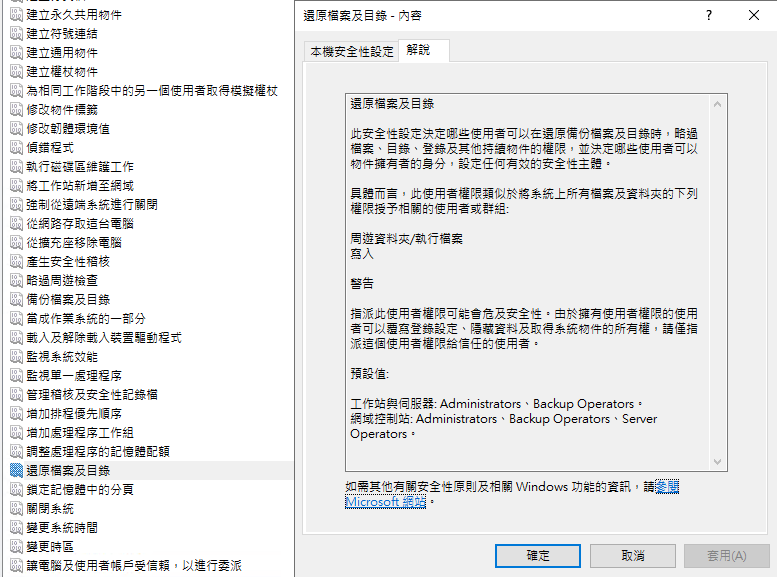 建立永久共用物件
建立符號連結
建立通用物件
建立權杖物件
為相同工作階段中的另一個使用者取得模擬權杖
修改物件標籤
修改韌體環境值
偵錯程式
執行磁碟區維護工作
將工作站新增至網域
強制從遠端系統進行關閉
從網路存取這台電腦
從擴充座移除電腦
產生安全性稽核
略過周遊檢查
備份檔案及目錄
當成作業系統的一部分
載入及解除載入裝置驅動程式
監視系統效能
監視單一處理程序
管理稽核及安全性記錄檔
增加排程優先順序
增加處理程序工作組
調整處理程序的記憶體配額
還原檔案及目錄
鎖定記憶體中的分頁
關閉系統
變更系統時間
變更時區
讓電腦及使用者帳戶受信賴，以進行委派
還原檔案及目錄 - 內容
?
本機安全性設定
解說
還原檔案及目錄
此安全性設定決定哪些使用者可以在還原備份檔案及目錄時，略過
檔案、目錄、登錄及其他持續物件的權限，並決定哪些使用者可以
物件擁有者的身分，設定任何有效的安全性主體。
具體而言，此使用者權限類似於將系統上所有檔案及資料夾的下列
權限授予相關的使用者或群組:
周遊資料夾/執行檔案
寫入
警告
指派此使用者權限可能會危及安全性。由於擁有使用者權限的使用
者可以覆寫登錄設定、隱藏資料及取得系統物件的所有權，請僅指
派這個使用者權限給信任的使用者。
預設值:
工作站與伺服器: Administrators、Backup Operators。
網域控制站: Administrators、Backup Operators、Server
Operators。
如需其他有關安全性原則及相關 Windows 功能的資訊，請參閱
Microsoft 網站。
確定
取消
套用(A)